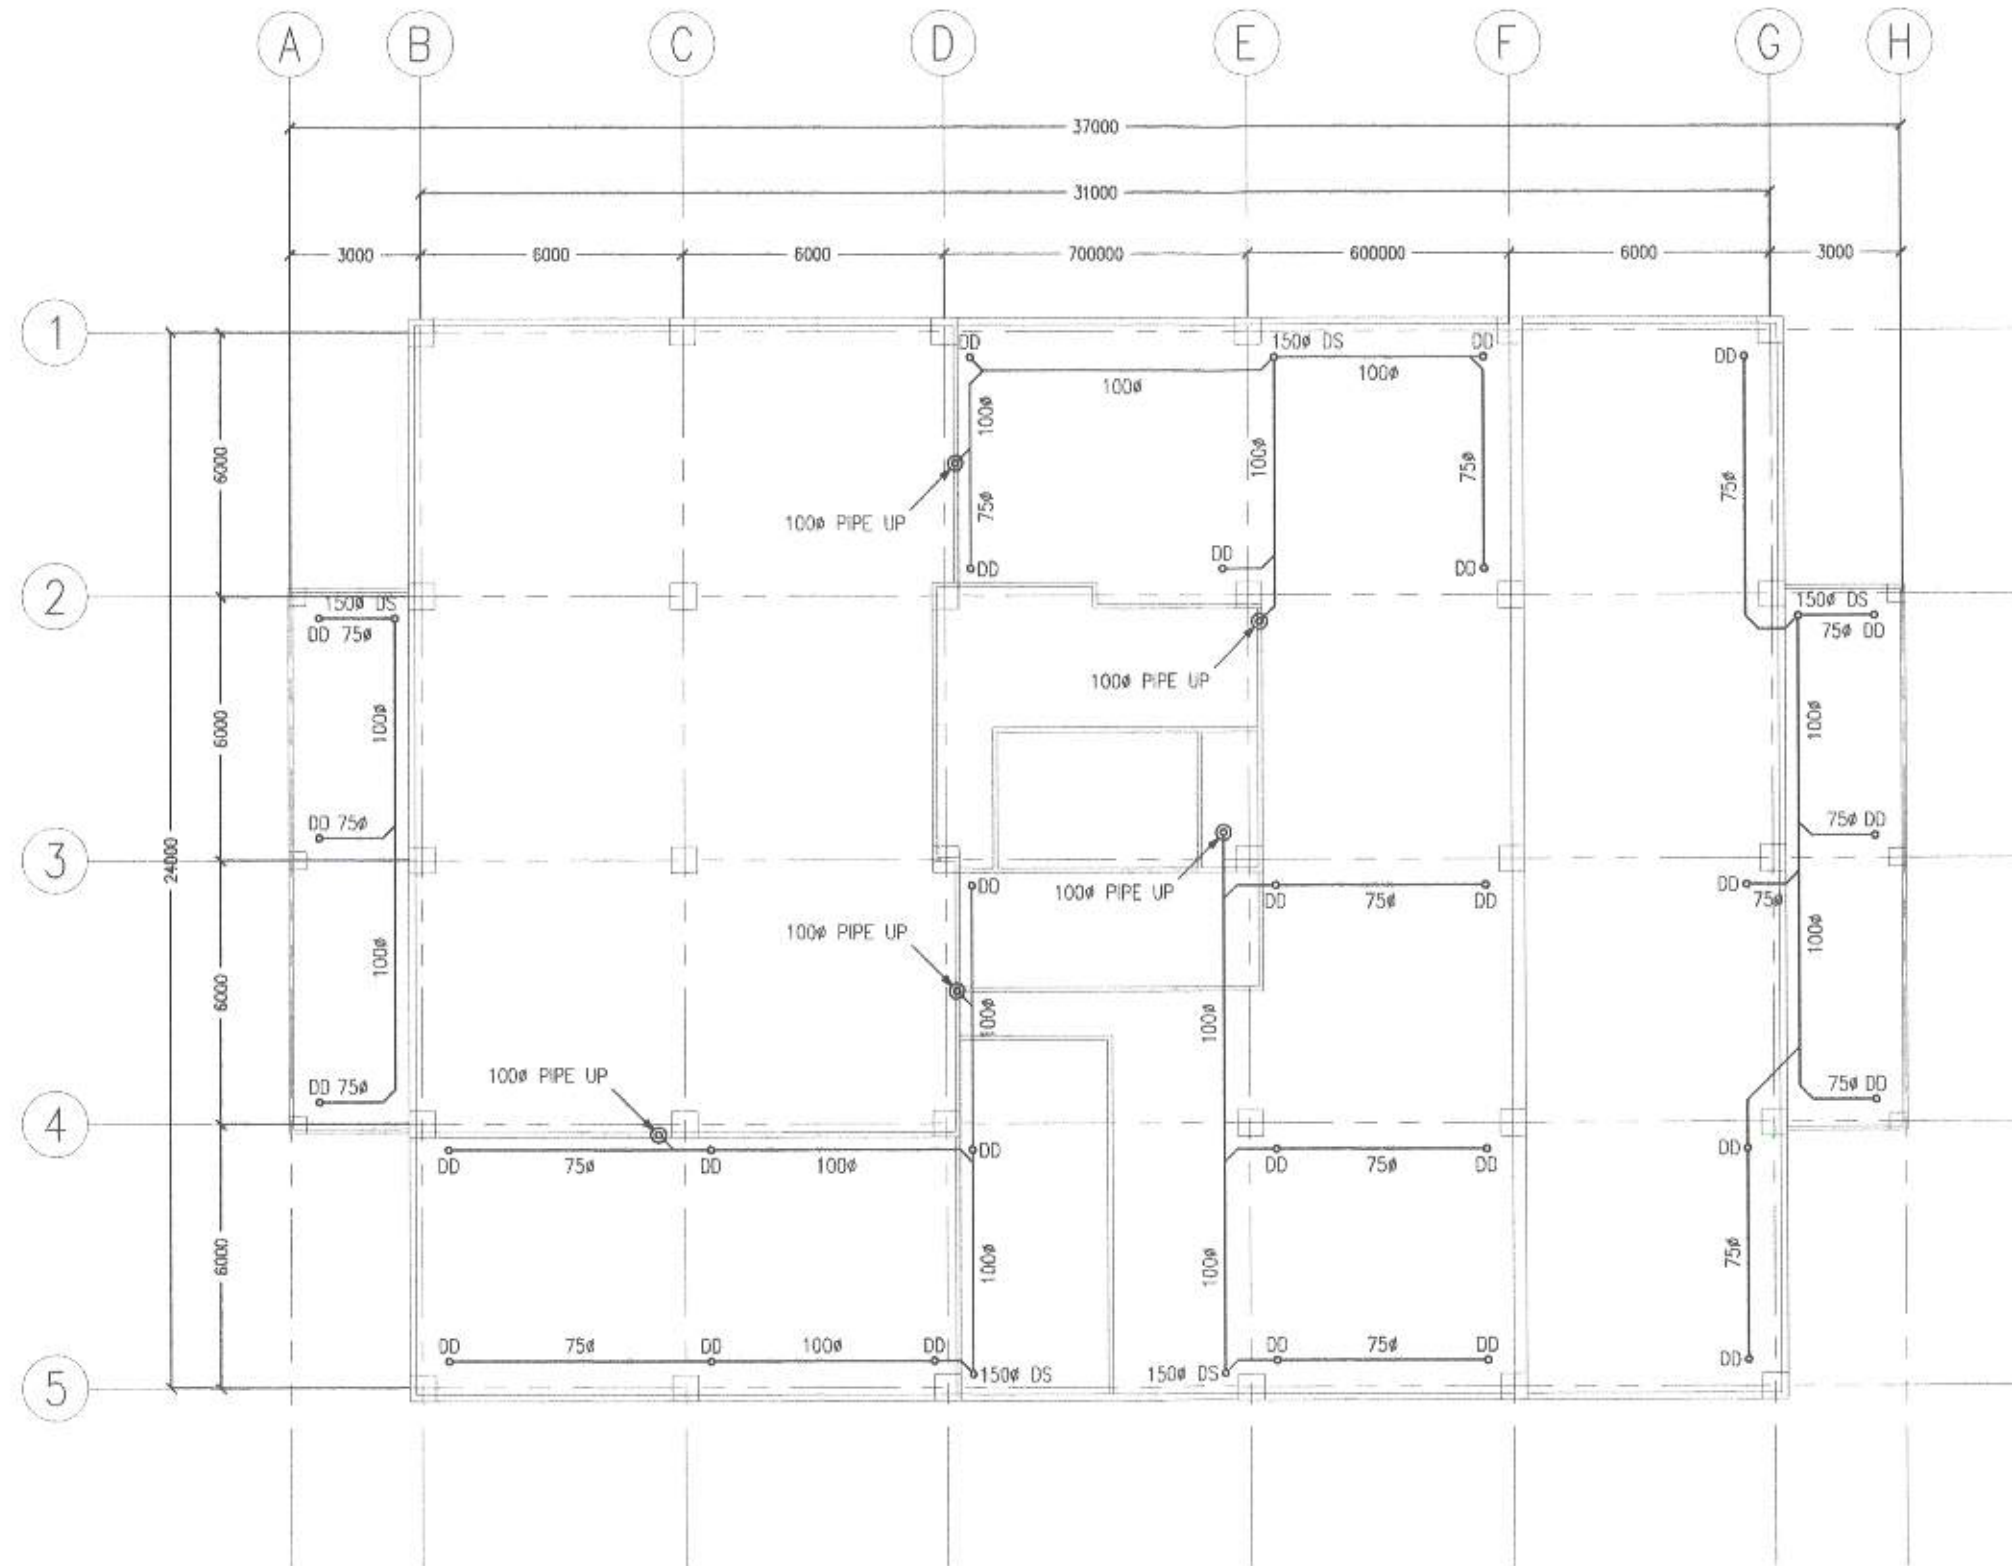 A B C D E F G H
37000
31000
3000 6000 6000 700000 600000 6000 3000
1
DD 150ø DS DD DD
100ø 100ø
100ø
6000 100ø 75ø 75ø
75ø
100ø PIPE UP
DD DD DD
2
150ø DS 150ø DS
DD 75ø 75ø DD
100ø PIPE UP
6000 100ø 100ø
DD 75ø 75ø DD
3
24000
DD 100ø PIPE UP DD 75ø DD DD 75ø
100ø PIPE UP
6000 100ø 100ø 100ø 100ø
100ø PIPE UP
DD 75ø 75ø DD
4
DD 75ø DD 100ø DD DD 75ø DD DD
6000 100ø 100ø 75ø
DD 75ø DD 100ø DD DD 75ø DD DD
150ø DS 150ø DS
5